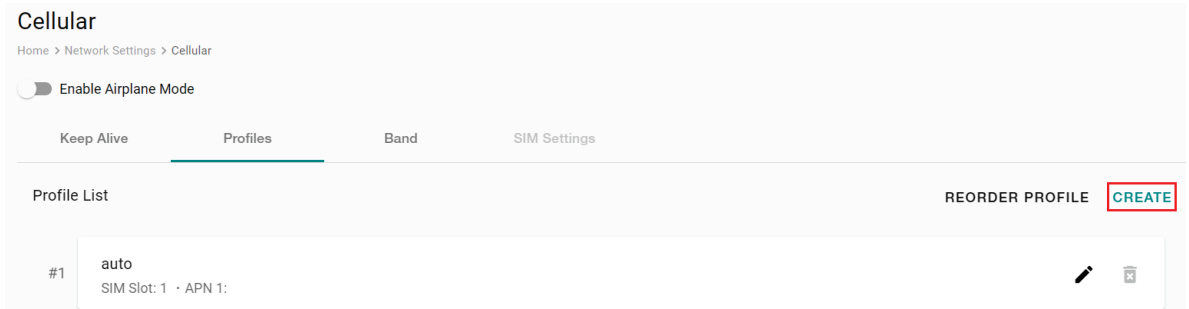 Cellular
Home > Network Settings > Cellular
Enable Airplane Mode
Keep Alive Profiles Band SIM Settings
Profile List REORDER PROFILE CREATE
#1 auto
SIM Slot: 1 · APN 1: